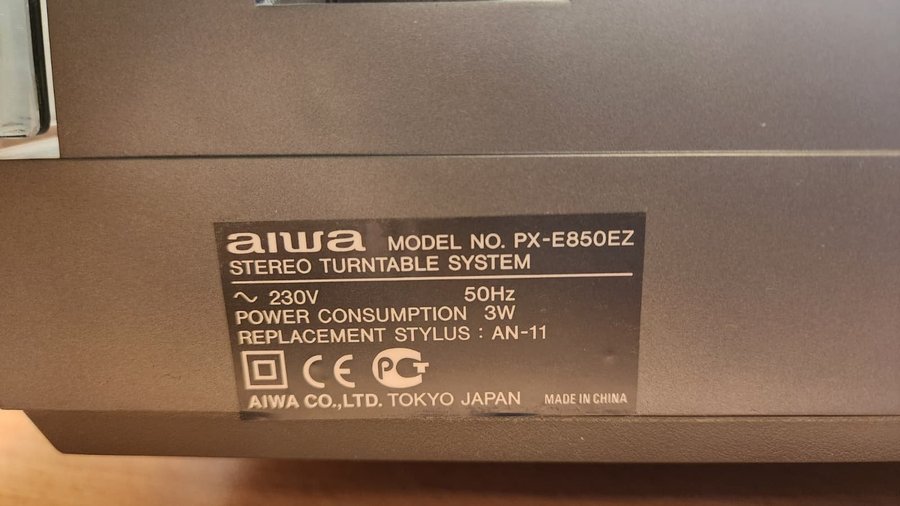 aiwa MODEL NO. PX-E850EZ
STEREO TURNTABLE SYSTEM
~ 230V 50Hz
POWER CONSUMPTION 3W
REPLACEMENT STYLUS : AN-11
CE PCT
AIWA CO.,LTD. TOKYO JAPAN MADE IN CHINA